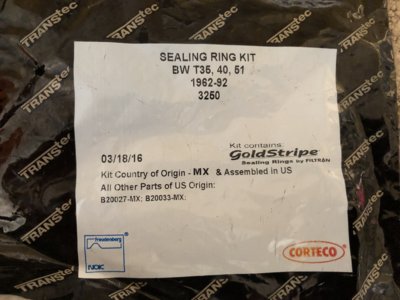 TRANStec
SEALING RING KIT
BW T35, 40, 51
1962-92
3250
Kit contains:
GoldStripe
Sealing Rings by FILTRAN
03/18/16
Kit Country of Origin - MX & Assembled in US
All Other Parts of US Origin:
B20027-MX; B20033-MX;
freudenberg
NOK
CORTECO